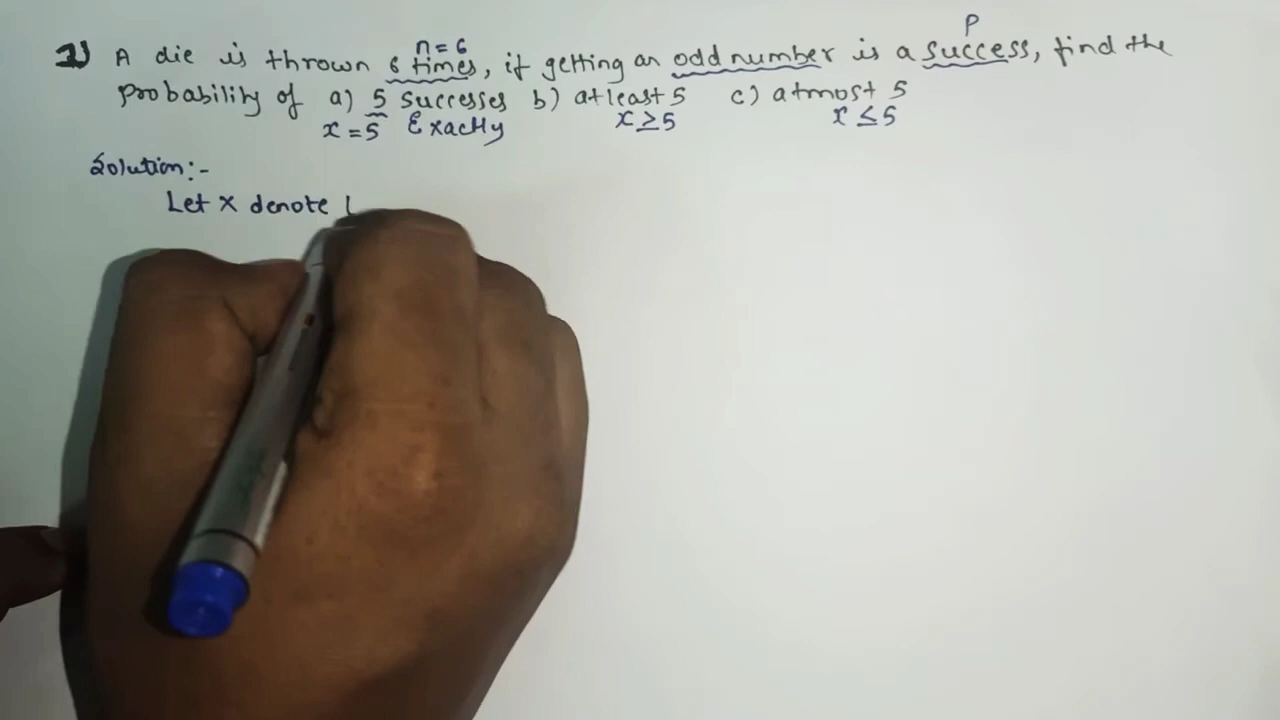 P
n = 6
1) A die is thrown 6 times, if getting an odd number is a success, find the
probability of a) 5 successes b) atleast 5 c) atmost 5
x = 5 Exactly x ≥ 5 x ≤ 5
Solution:-
Let X denote